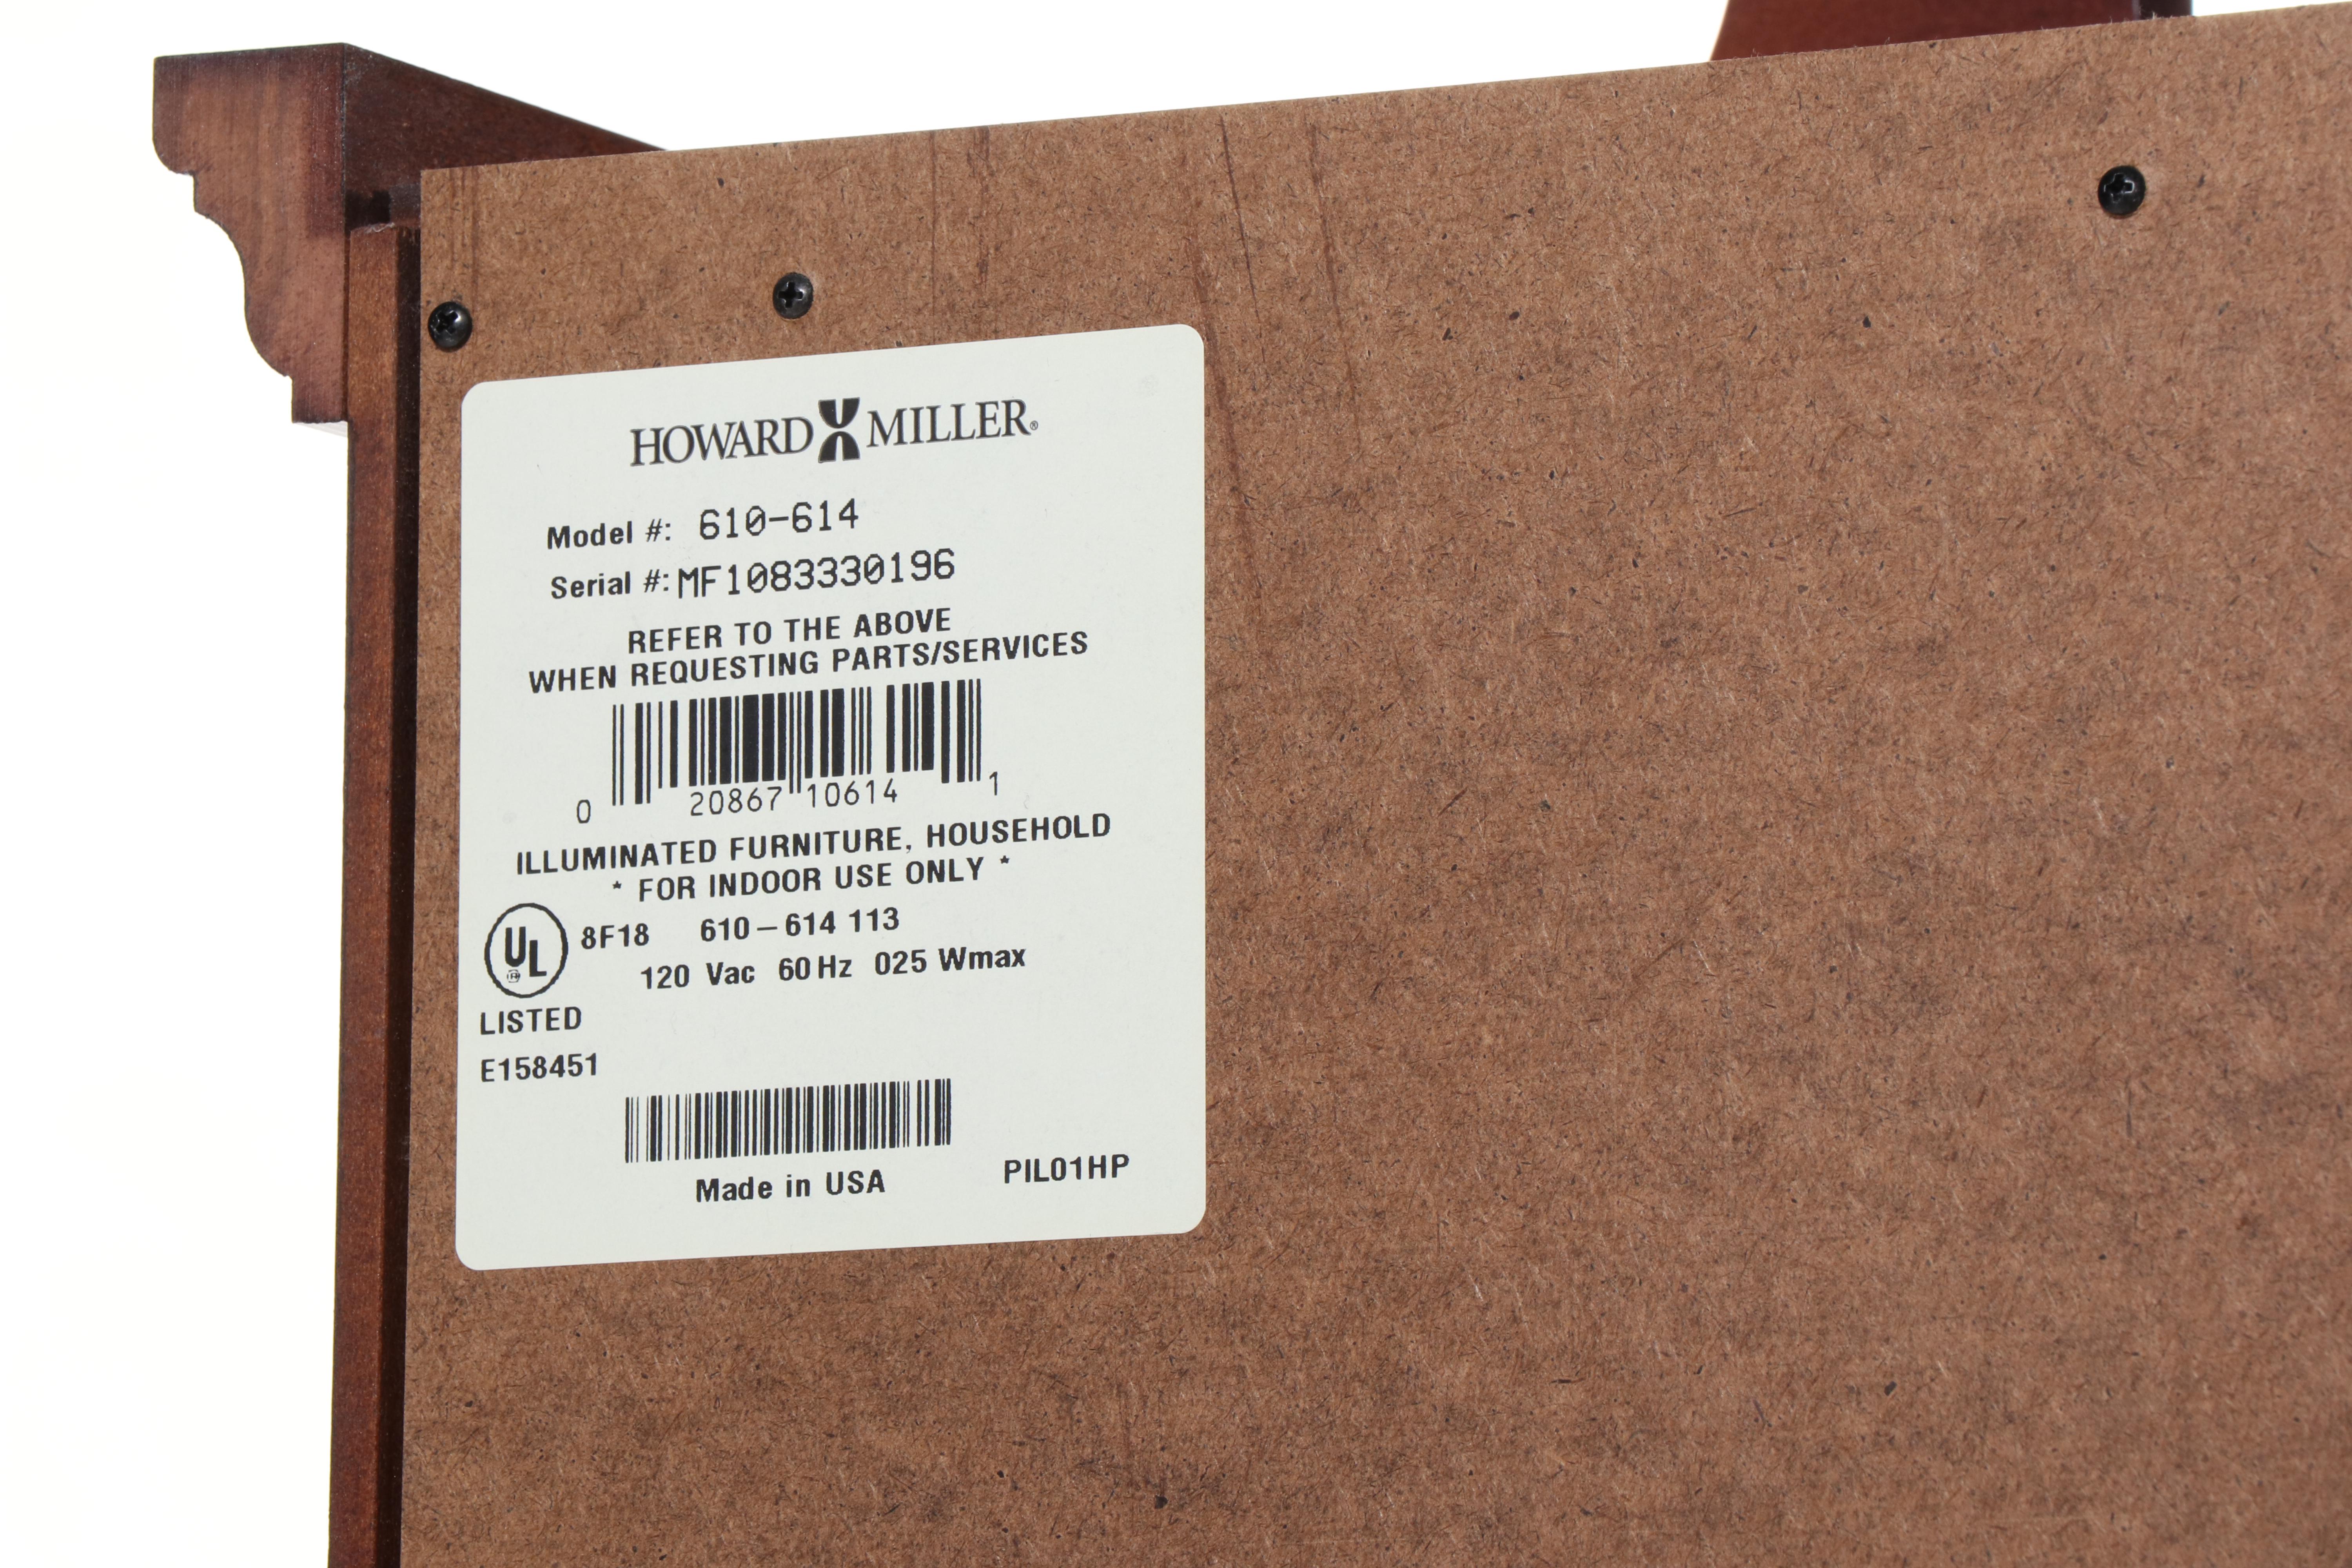 HOWARD MILLER®
Model #: 610-614
Serial #: MF1083330196
REFER TO THE ABOVE
WHEN REQUESTING PARTS/SERVICES
0 20867 10614 1
ILLUMINATED FURNITURE, HOUSEHOLD
* FOR INDOOR USE ONLY *
UL ® 8F18 610-614 113
120 Vac 60 Hz 025 Wmax
LISTED
E158451
Made in USA PIL01HP